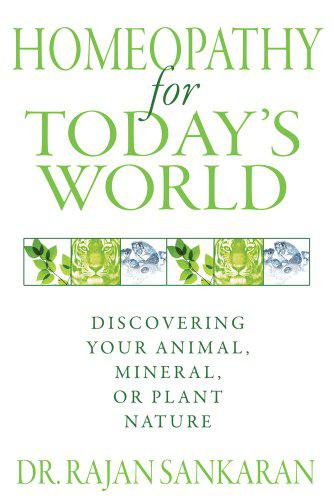 HOMEOPATHY
for
TODAY'S
WORLD
DISCOVERING
YOUR ANIMAL,
MINERAL,
OR PLANT
NATURE
DR. RAJAN SANKARAN